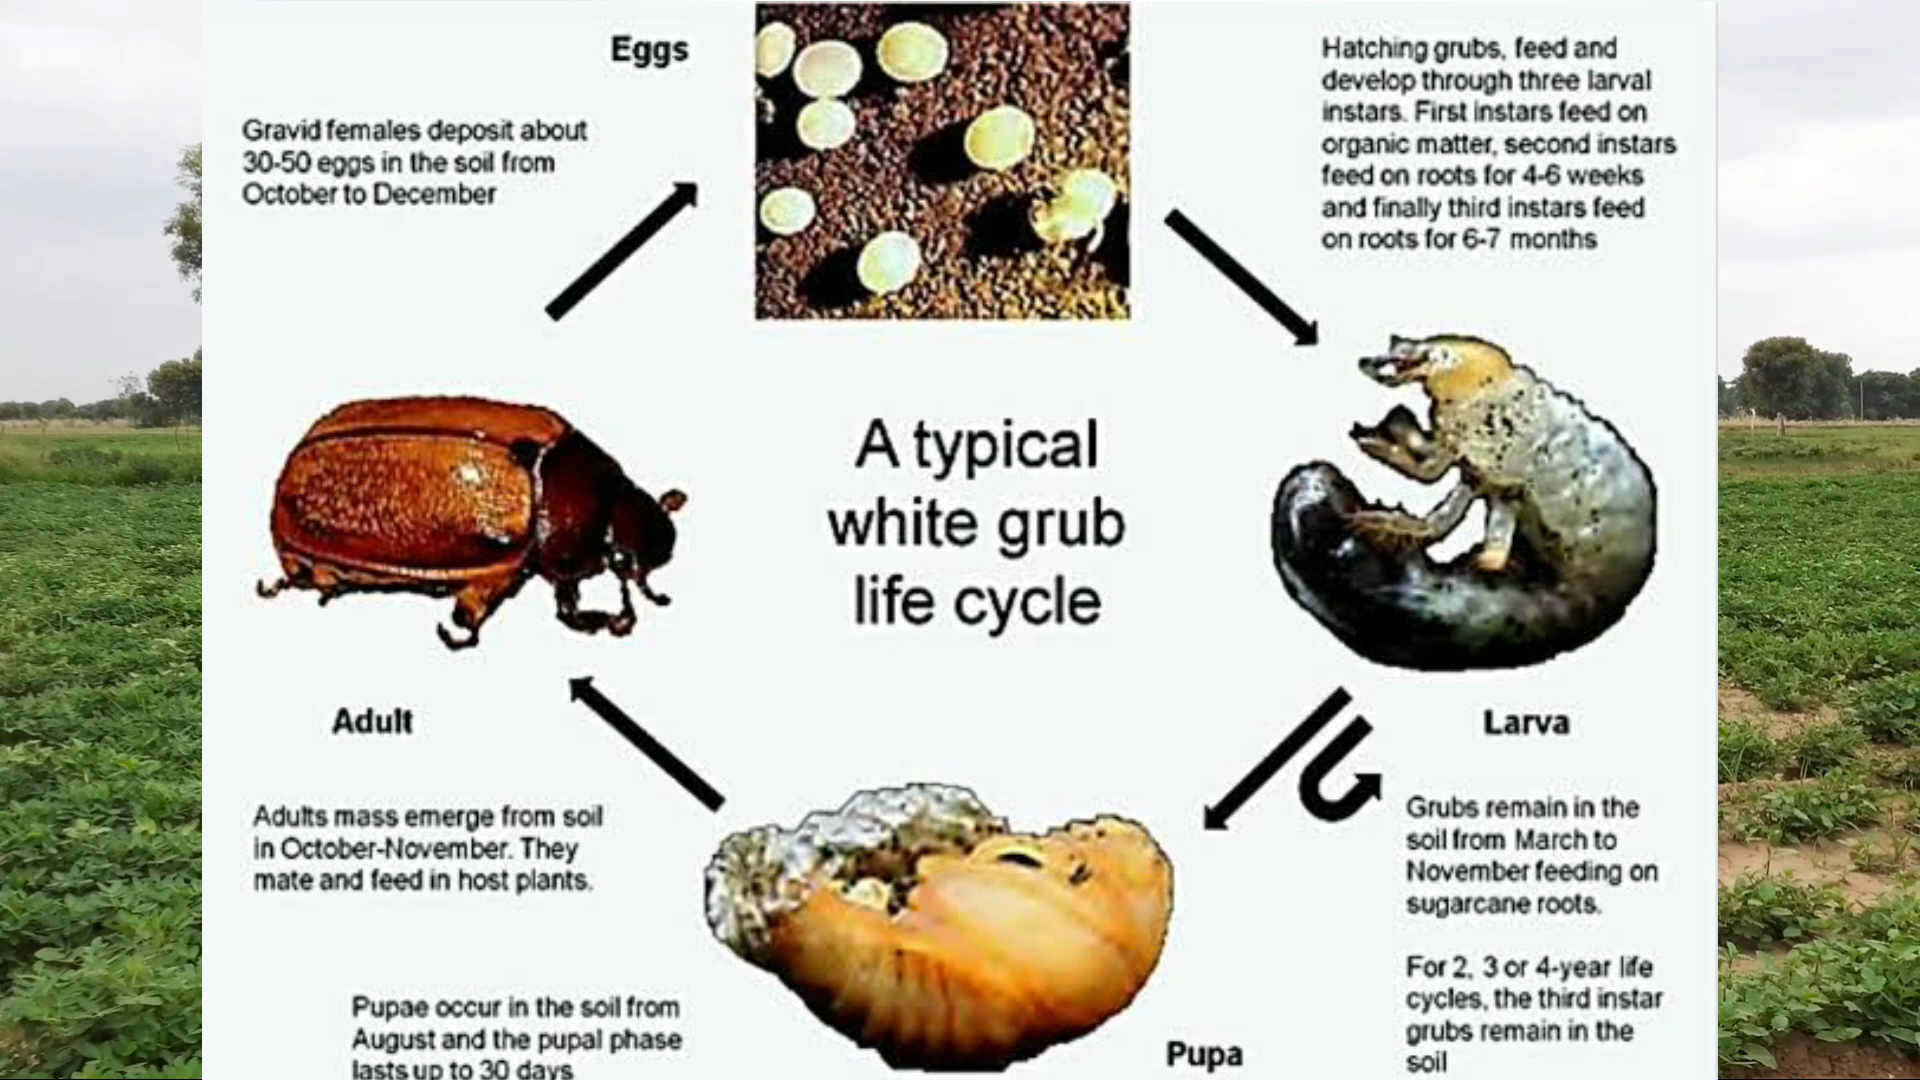 Eggs
Gravid females deposit about
30-50 eggs in the soil from
October to December
Hatching grubs, feed and
develop through three larval
instars. First instars feed on
organic matter, second instars
feed on roots for 4-6 weeks
and finally third instars feed
on roots for 6-7 months
A typical
white grub
life cycle
Adult
Larva
Adults mass emerge from soil
in October-November. They
mate and feed in host plants.
Grubs remain in the
soil from March to
November feeding on
sugarcane roots.
For 2, 3 or 4-year life
cycles, the third instar
grubs remain in the
soil
Pupae occur in the soil from
August and the pupal phase
lasts up to 30 days
Pupa